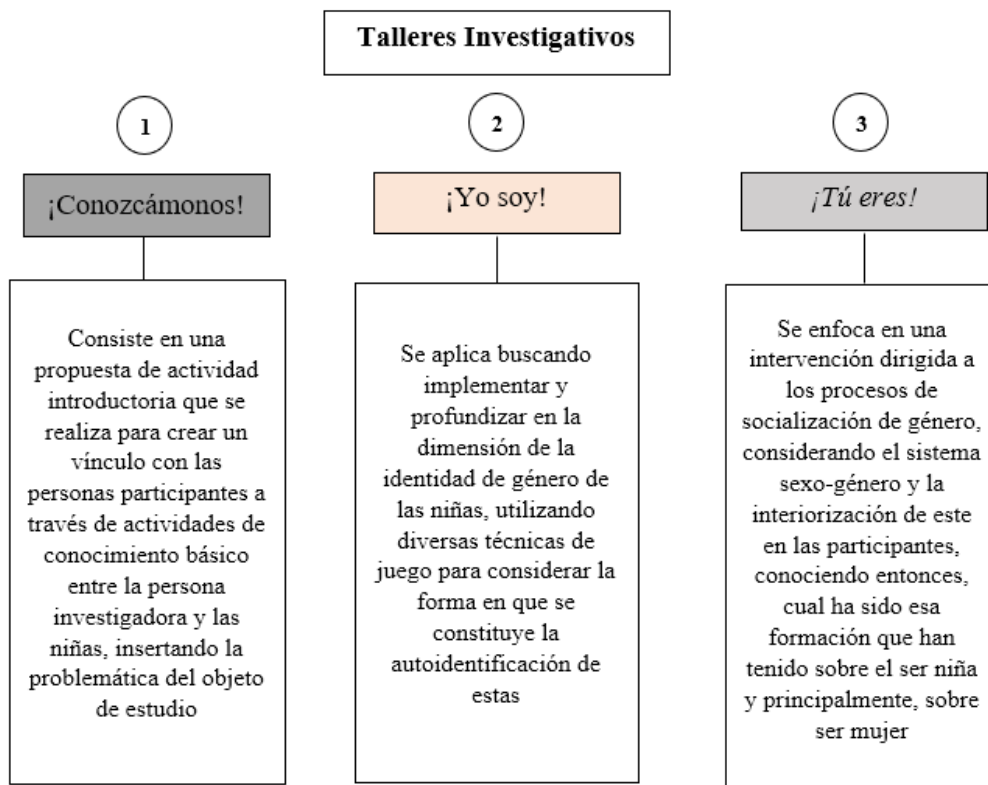 Talleres Investigativos
1
¡Conozcámonos!
Consiste en una
propuesta de actividad
introductoria que se
realiza para crear un
vínculo con las
personas participantes a
través de actividades de
conocimiento básico
entre la persona
investigadora y las
niñas, insertando la
problemática del objeto
de estudio
2
¡Yo soy!
Se aplica buscando
implementar y
profundizar en la
dimensión de la
identidad de género de
las niñas, utilizando
diversas técnicas de
juego para considerar la
forma en que se
constituye la
autoidentificación de
estas
3
¡Tú eres!
Se enfoca en una
intervención dirigida a
los procesos de
socialización de género,
considerando el sistema
sexo-género y la
interiorización de este
en las participantes,
conociendo entonces,
cual ha sido esa
formación que han
tenido sobre el ser niña
y principalmente, sobre
ser mujer